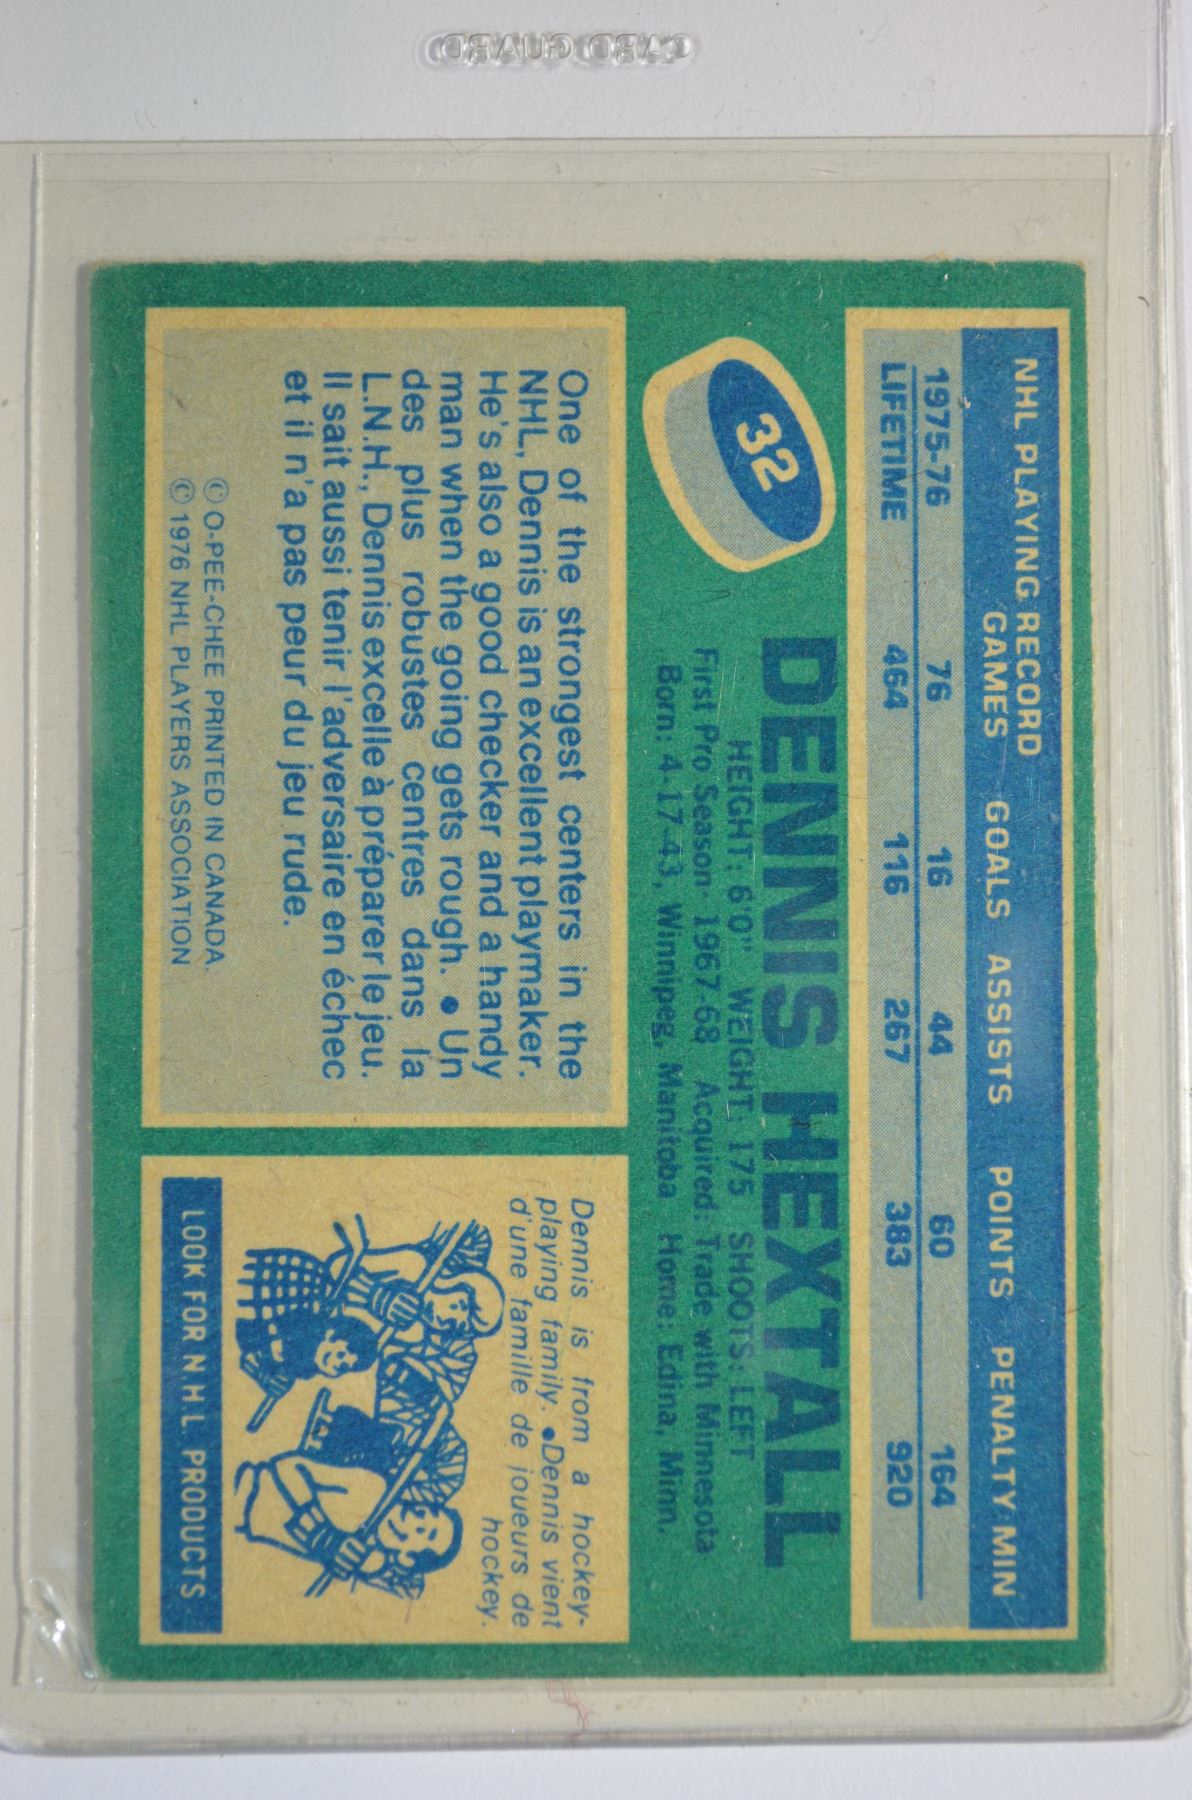 CARD GUARD
NHL PLAYING RECORD
GAMES GOALS ASSISTS POINTS PENALTY MIN
1975-76 76 16 44 60 164
LIFETIME 464 116 267 383 920
32
DENNIS HEXTALL
HEIGHT: 6'0" WEIGHT: 175 SHOOTS: LEFT
First Pro Season: 1967-68 Acquired: Trade with Minnesota
Born: 4-17-43, Winnipeg, Manitoba Home: Edina, Minn.
One of the strongest centers in the
NHL, Dennis is an excellent playmaker.
He's also a good checker and a handy
man when the going gets rough. • Un
des plus robustes centres dans la
L.N.H., Dennis excelle à préparer le jeu.
Il sait aussi tenir l'adversaire en échec
et il n'a pas peur du jeu rude.
© O-PEE-CHEE PRINTED IN CANADA.
© 1976 NHL PLAYERS ASSOCIATION
Dennis is from a hockey-
playing family. •Dennis vient
d'une famille de joueurs de
hockey.
LOOK FOR N.H.L. PRODUCTS